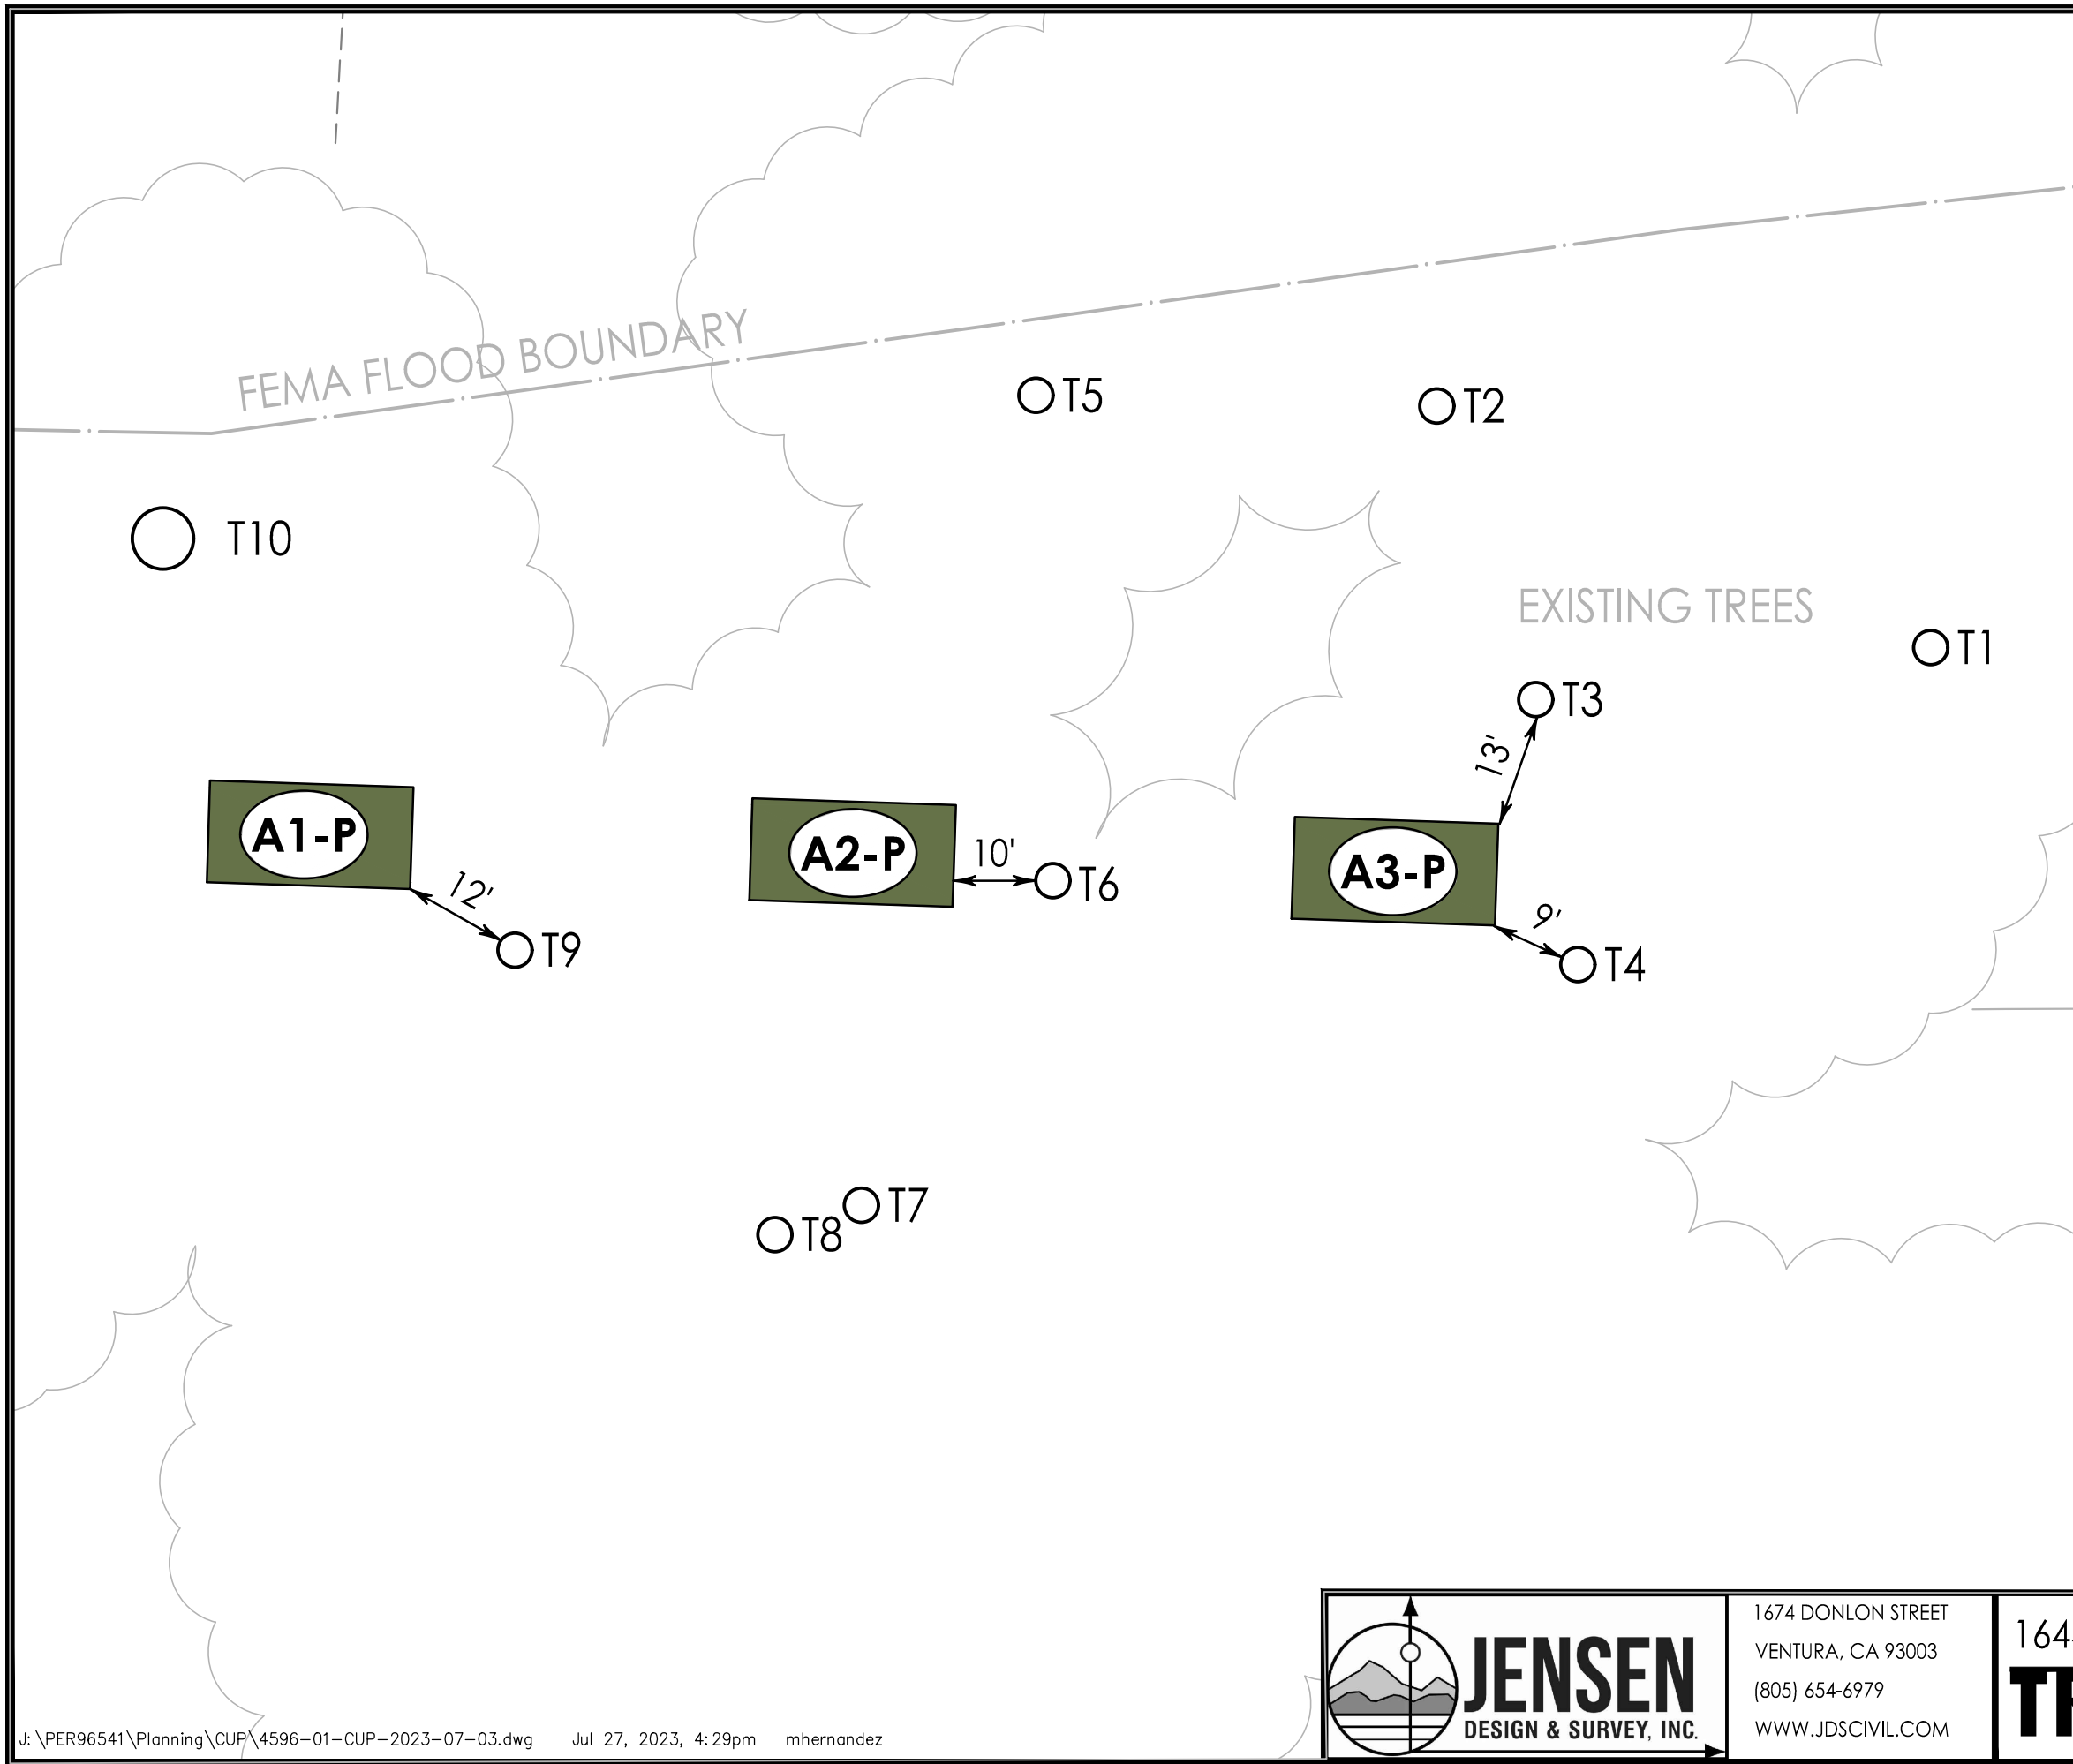 FEMA FLOOD BOUNDARY
T5
T2
T10
EXISTING TREES
T1
T3
13'
A1-P
A2-P
10'
T6
A3-P
12'
T9
9'
T4
T7
T8
J:\PER96541\Planning\CUP\4596-01-CUP-2023-07-03.dwg Jul 27, 2023, 4:29pm mhernandez
JENSEN
DESIGN & SURVEY, INC.
1674 DONLON STREET
VENTURA, CA 93003
(805) 654-6979
WWW.JDSCIVIL.COM
164